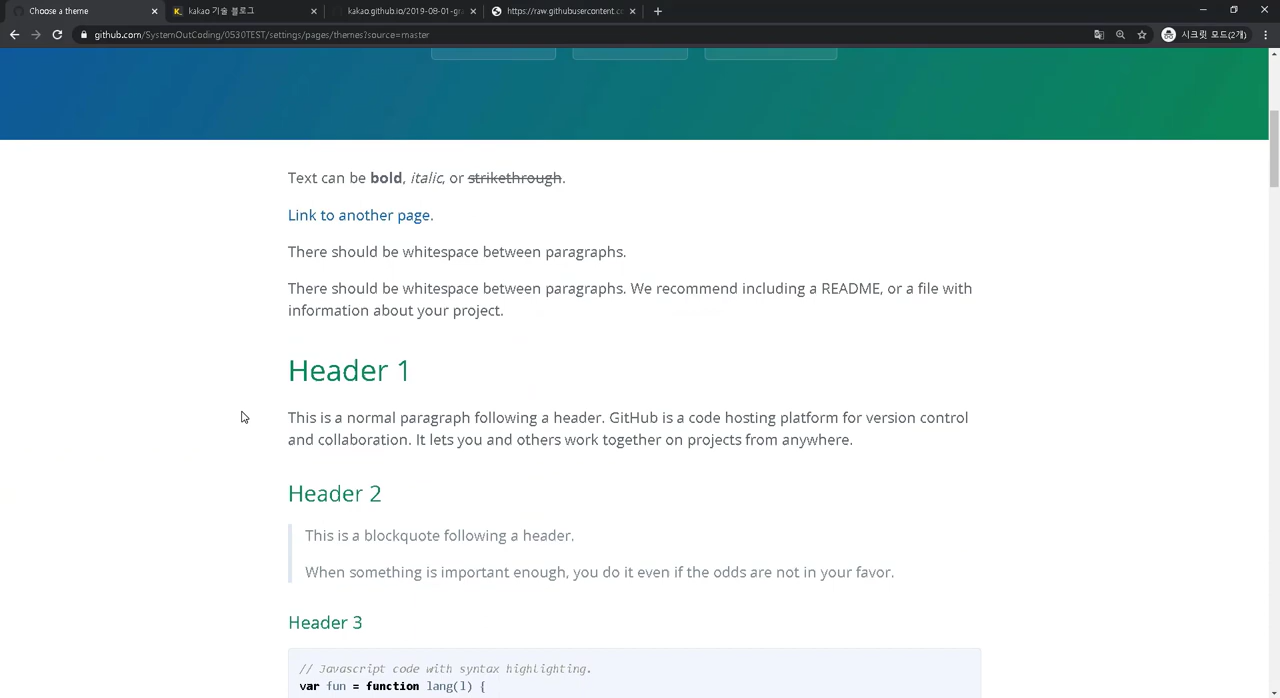 Choose a theme
kakao 기술 블로그
kakao.github.io/2019-08-01-gra
https://raw.githubusercontent.cc
github.com/SystemOutCoding/0530TEST/settings/pages/themes?source=master
시크릿 모드(2개)
Text can be bold, italic, or strikethrough.
Link to another page.
There should be whitespace between paragraphs.
There should be whitespace between paragraphs. We recommend including a README, or a file with
information about your project.
Header 1
This is a normal paragraph following a header. GitHub is a code hosting platform for version control
and collaboration. It lets you and others work together on projects from anywhere.
Header 2
This is a blockquote following a header.
When something is important enough, you do it even if the odds are not in your favor.
Header 3
// Javascript code with syntax highlighting.
var fun = function lang(l) {